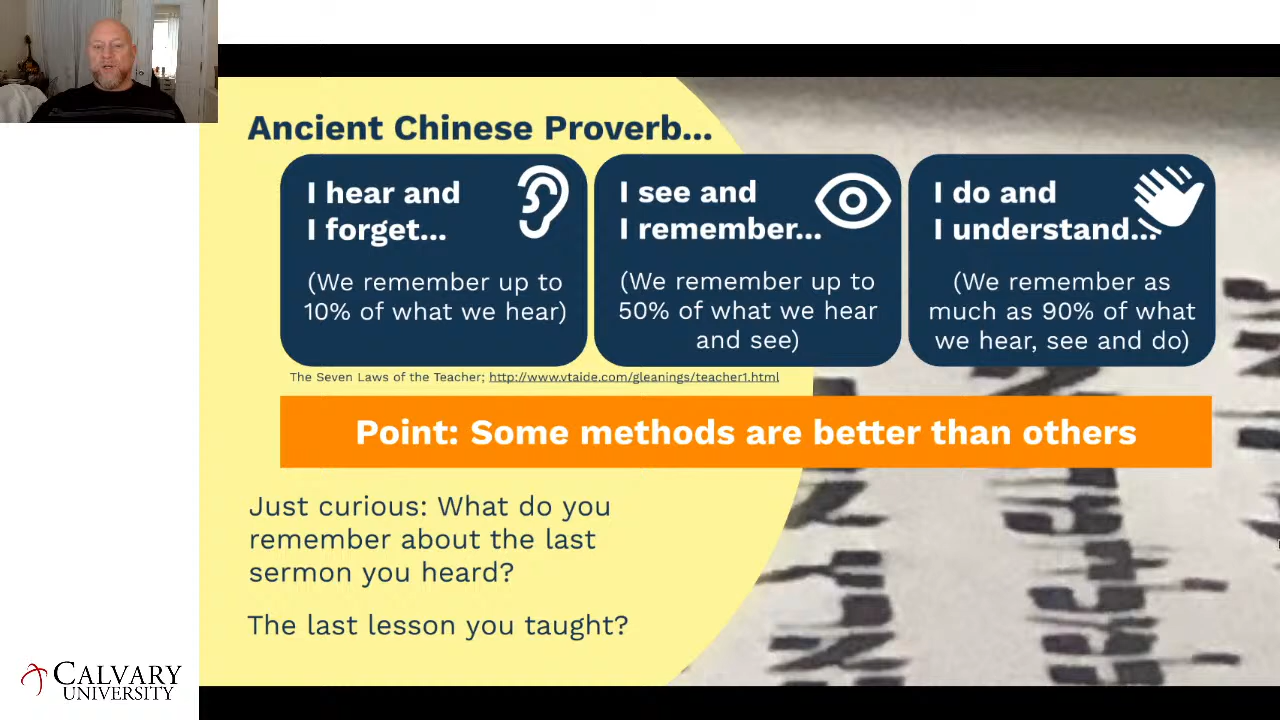 Ancient Chinese Proverb...
I hear and
I forget...
(We remember up to
10% of what we hear)
I see and
I remember...
(We remember up to
50% of what we hear
and see)
I do and
I understand...
(We remember as
much as 90% of what
we hear, see and do)
The Seven Laws of the Teacher; http://www.vtaide.com/gleanings/teacher1.html
Point: Some methods are better than others
Just curious: What do you
remember about the last
sermon you heard?
The last lesson you taught?
CALVARY
UNIVERSITY